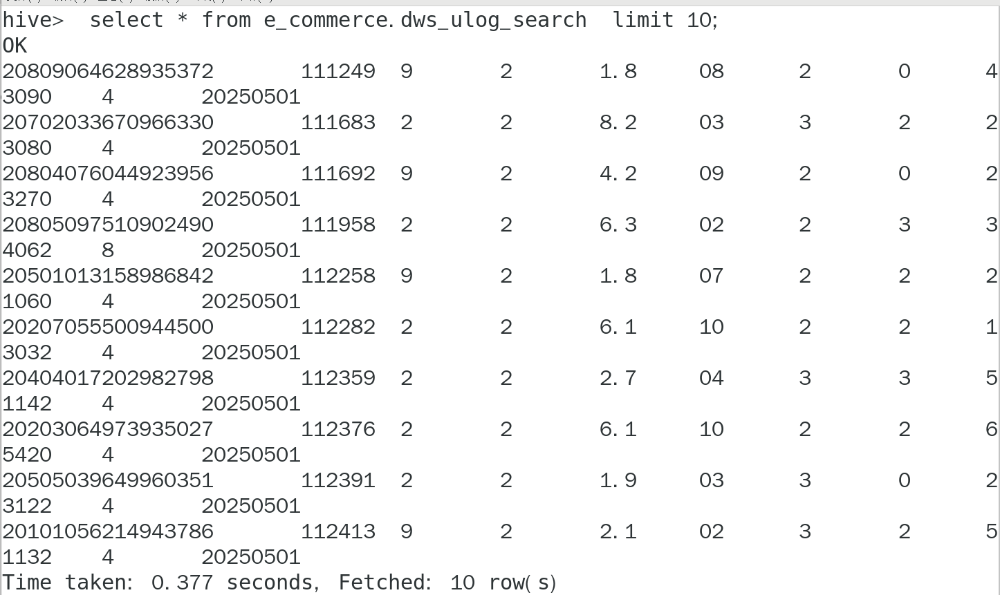 hive> select * from e_commerce.dws_ulog_search limit 10;
OK
20809064628935372 111249 9 2 1.8 08 2 0 4
3090 4 20250501
20702033670966330 111683 2 2 8.2 03 3 2 2
3080 4 20250501
20804076044923956 111692 9 2 4.2 09 2 0 2
3270 4 20250501
20805097510902490 111958 2 2 6.3 02 2 3 3
4062 8 20250501
20501013158986842 112258 9 2 1.8 07 2 2 2
1060 4 20250501
20207055500944500 112282 2 2 6.1 10 2 2 1
3032 4 20250501
20404017202982798 112359 2 2 2.7 04 3 3 5
1142 4 20250501
20203064973935027 112376 2 2 6.1 10 2 2 6
5420 4 20250501
20505039649960351 112391 2 2 1.9 03 3 0 2
3122 4 20250501
20101056214943786 112413 9 2 2.1 02 3 2 5
1132 4 20250501
Time taken: 0.377 seconds, Fetched: 10 row(s)